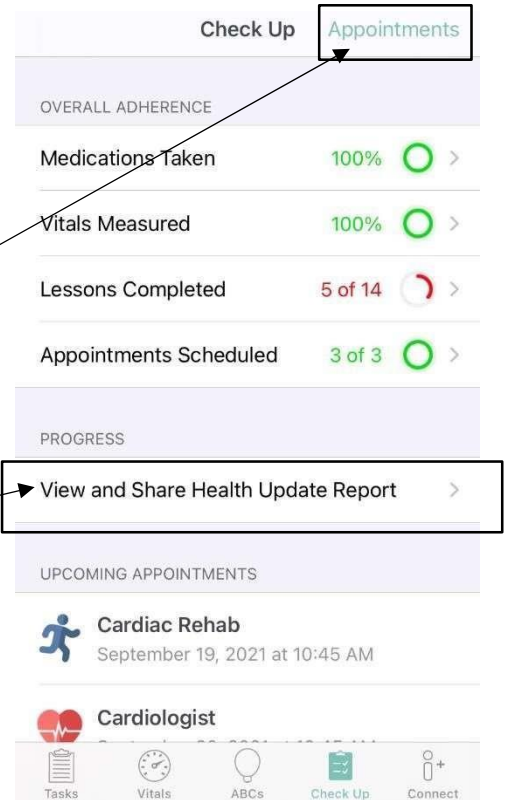 Check Up Appointments
OVERALL ADHERENCE
Medications Taken 100%
Vitals Measured 100%
Lessons Completed 5 of 14
Appointments Scheduled 3 of 3
PROGRESS
View and Share Health Update Report
UPCOMING APPOINTMENTS
Cardiac Rehab
September 19, 2021 at 10:45 AM
Cardiologist
Tasks Vitals ABCs Check Up Connect